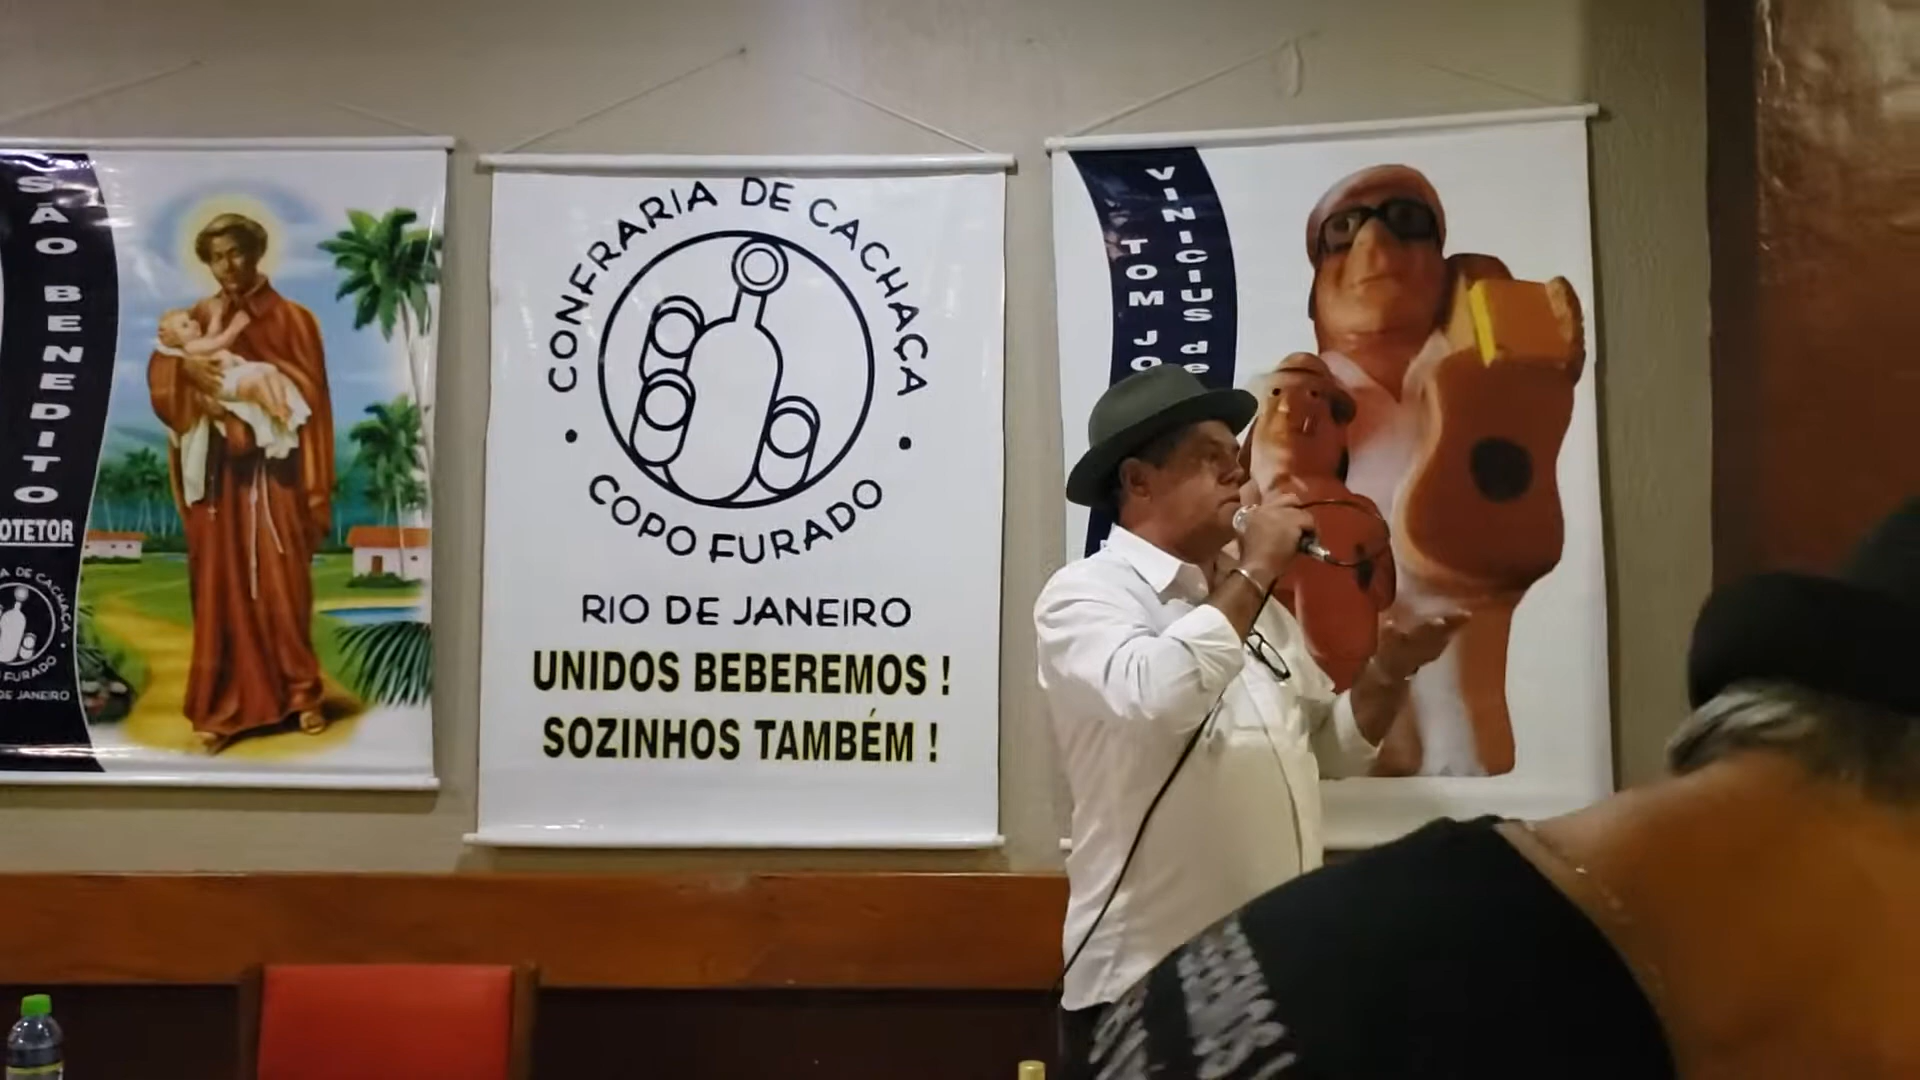 SÃO BENEDITO
OTETOR
A DE CACHAÇA
FURADO
DE JANEIRO
CONFRARIA DE CACHAÇA
COPO FURADO
RIO DE JANEIRO
UNIDOS BEBEREMOS !
SOZINHOS TAMBÉM !
VINICIUS de
TOM JO